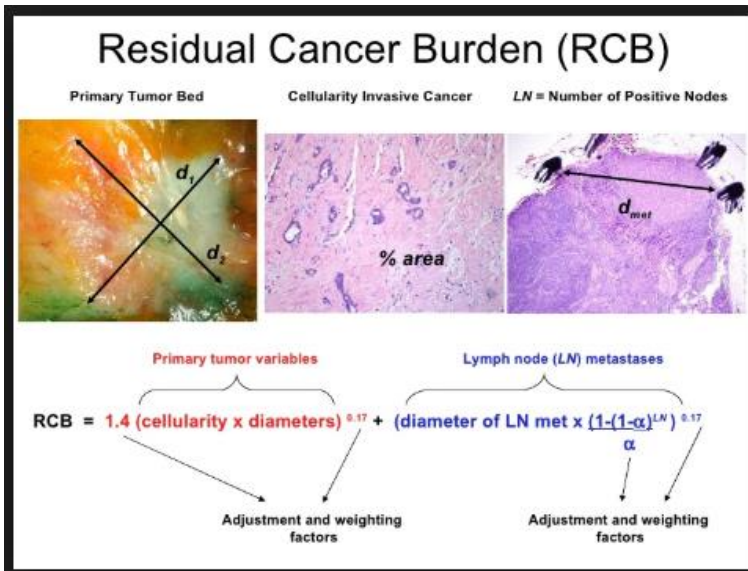 Residual Cancer Burden (RCB)
Primary Tumor Bed
Cellularity Invasive Cancer
LN = Number of Positive Nodes
d1
d2
% area
dmet
Primary tumor variables
Lymph node (LN) metastases
RCB = 1.4 (cellularity x diameters) 0.17 + (diameter of LN met x (1-(1-α)LN) 0.17
α
Adjustment and weighting
factors
Adjustment and weighting
factors